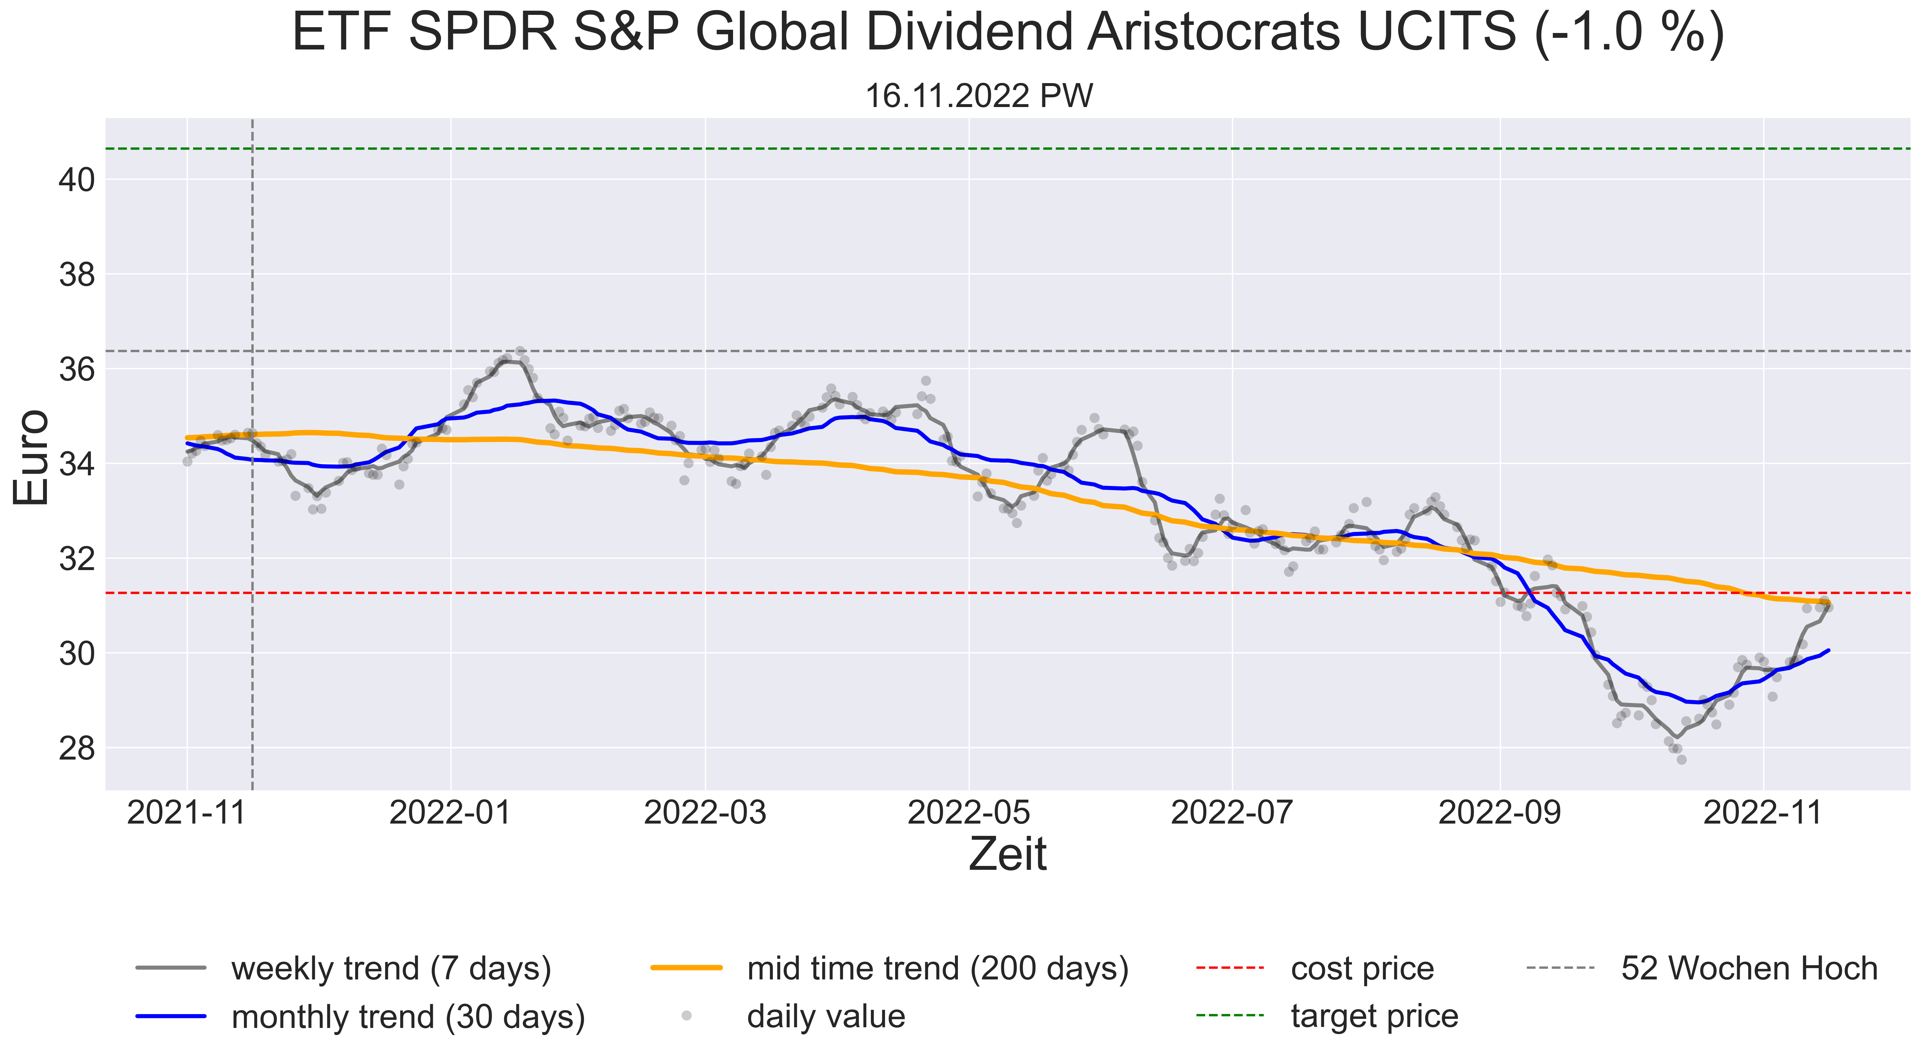 ETF SPDR S&P Global Dividend Aristocrats UCITS (-1.0 %)
16.11.2022 PW
Euro
40
38
36
34
32
30
28
2021-11 2022-01 2022-03 2022-05 2022-07 2022-09 2022-11
Zeit
weekly trend (7 days) mid time trend (200 days) cost price 52 Wochen Hoch
monthly trend (30 days) daily value target price